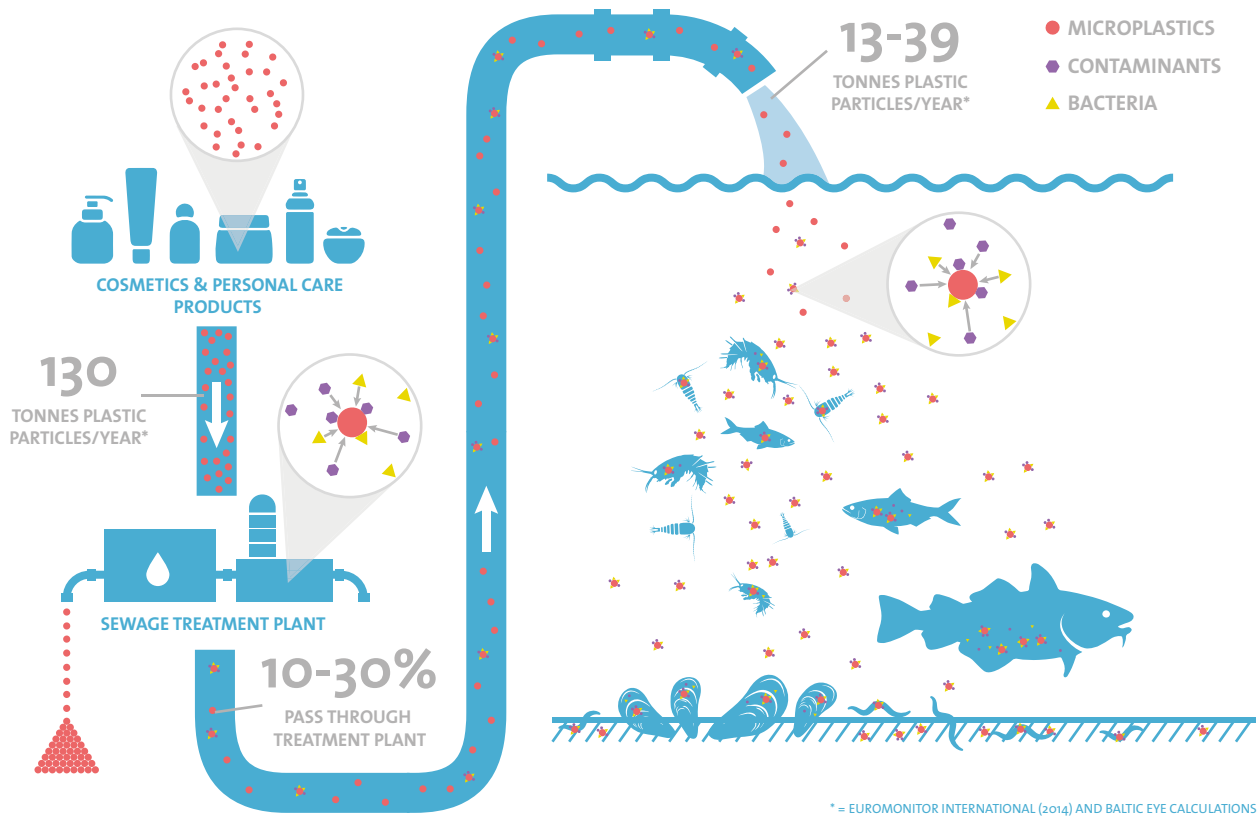 13-39
TONNES PLASTIC
PARTICLES/YEAR*
MICROPLASTICS
CONTAMINANTS
BACTERIA
COSMETICS & PERSONAL CARE
PRODUCTS
130
TONNES PLASTIC
PARTICLES/YEAR*
SEWAGE TREATMENT PLANT
10-30%
PASS THROUGH
TREATMENT PLANT
* = EUROMONITOR INTERNATIONAL (2014) AND BALTIC EYE CALCULATIONS